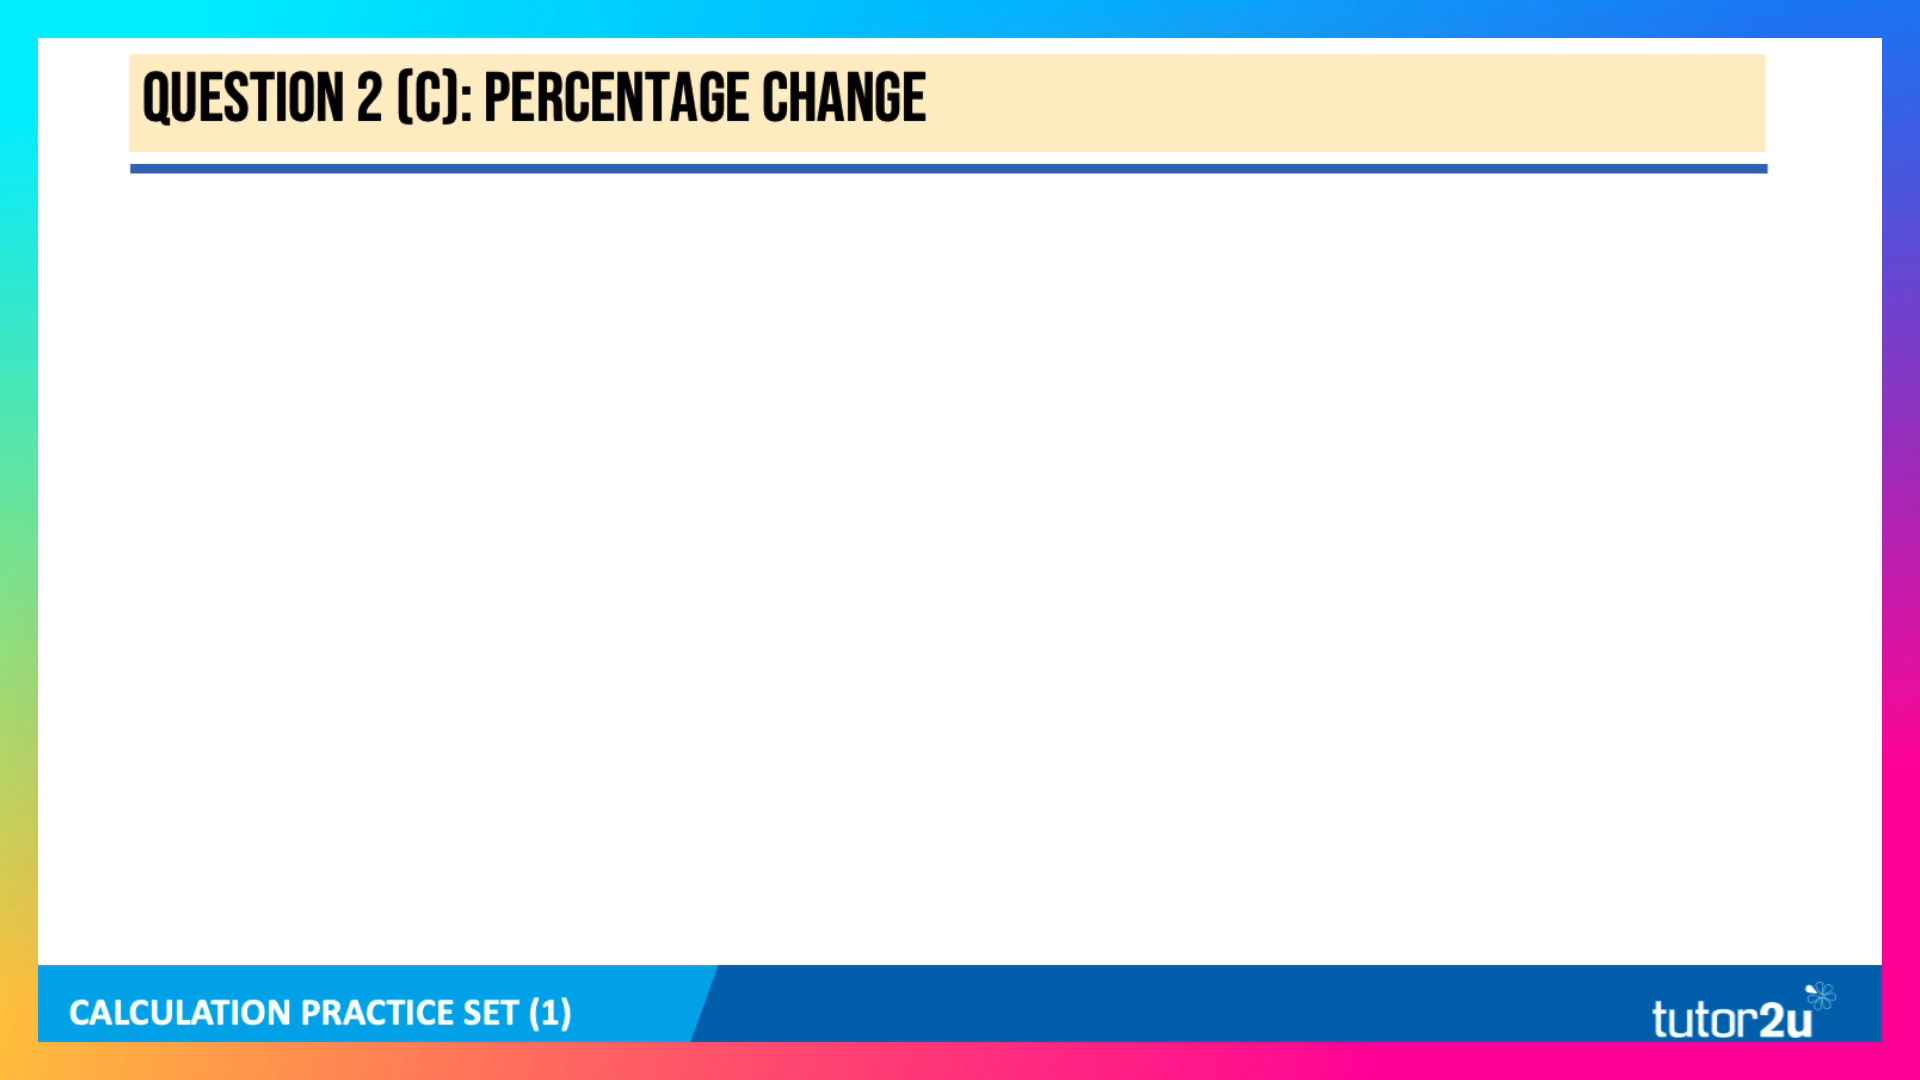 QUESTION 2 (C): PERCENTAGE CHANGE
CALCULATION PRACTICE SET (1)
tutor2u